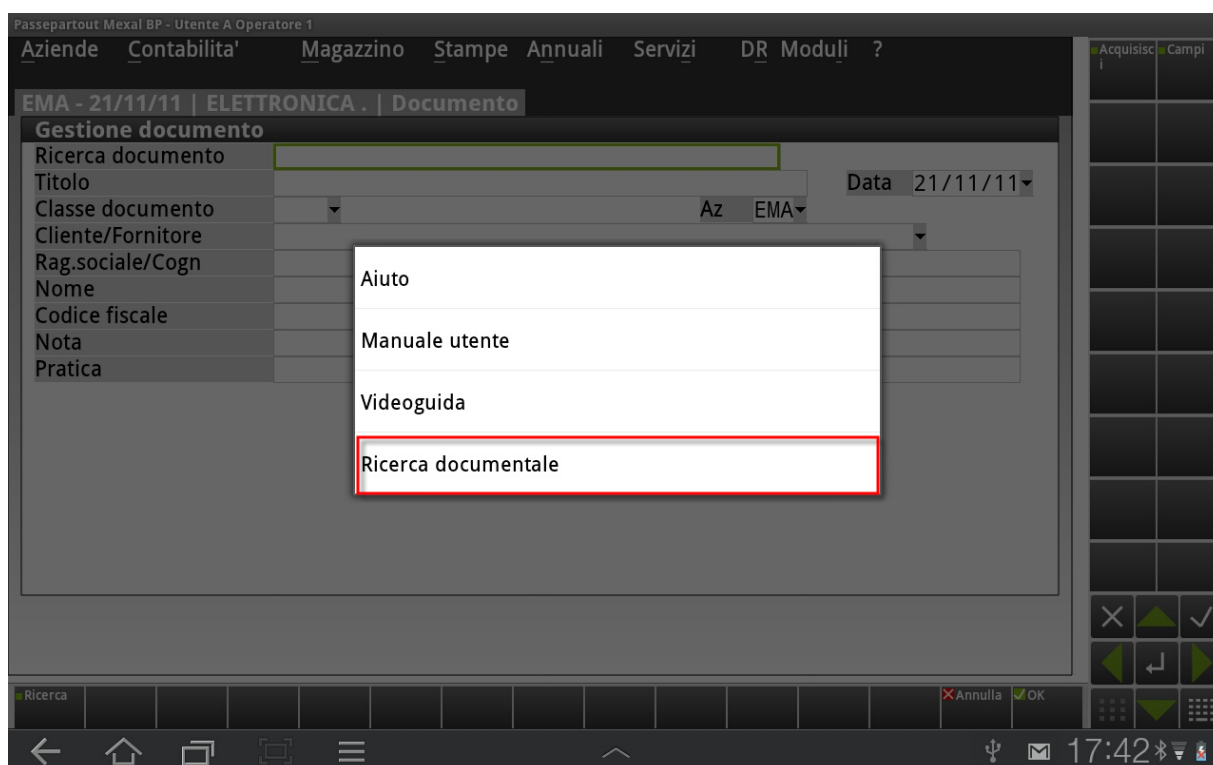 Passepartout Mexal BP - Utente A Operatore 1
Aziende Contabilita' Magazzino Stampe Annuali Servizi DR Moduli ?
Acquisisc
i
Campi
EMA - 21/11/11 | ELETTRONICA . | Documento
Gestione documento
Ricerca documento
Titolo
Data 21/11/11
Classe documento
Az EMA
Cliente/Fornitore
Rag.sociale/Cogn
Nome
Codice fiscale
Nota
Pratica
Aiuto
Manuale utente
Videoguida
Ricerca documentale
Ricerca
Annulla
OK
17:42